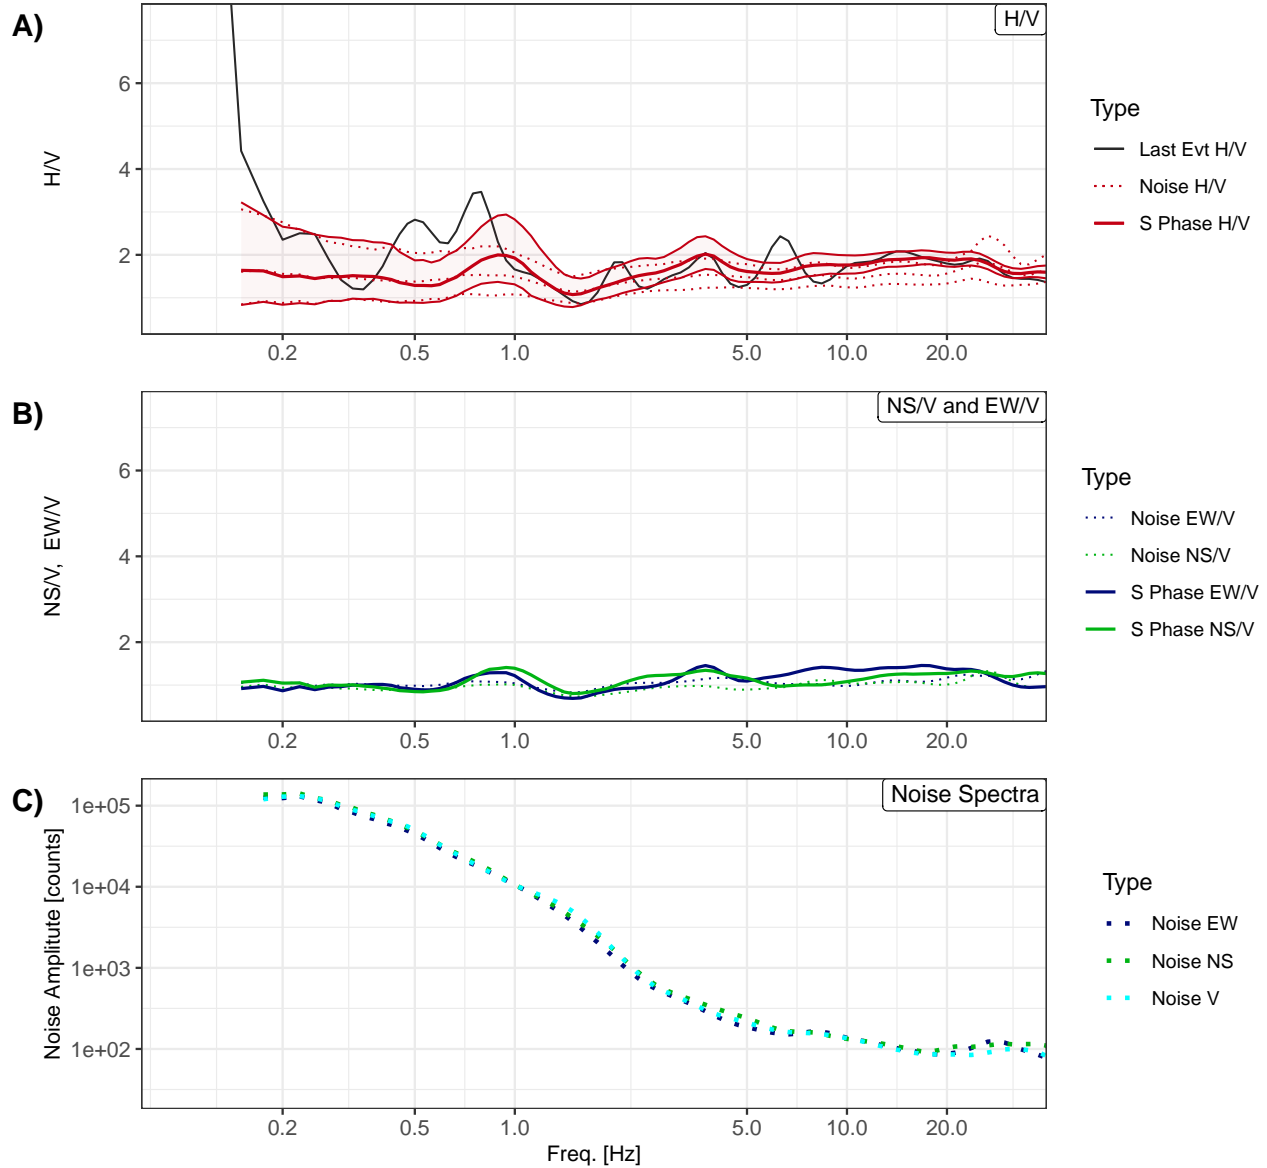 A)
H/V
6
4
2
H/V
0.2 0.5 1.0 5.0 10.0 20.0
Type
Last Evt H/V
Noise H/V
S Phase H/V
B)
NS/V and EW/V
6
4
2
NS/V,  EW/V
0.2 0.5 1.0 5.0 10.0 20.0
Type
Noise EW/V
Noise NS/V
S Phase EW/V
S Phase NS/V
C)
Noise Spectra
1e+05
1e+04
1e+03
1e+02
Noise Amplitute [counts]
0.2 0.5 1.0 5.0 10.0 20.0
Freq. [Hz]
Type
Noise EW
Noise NS
Noise V